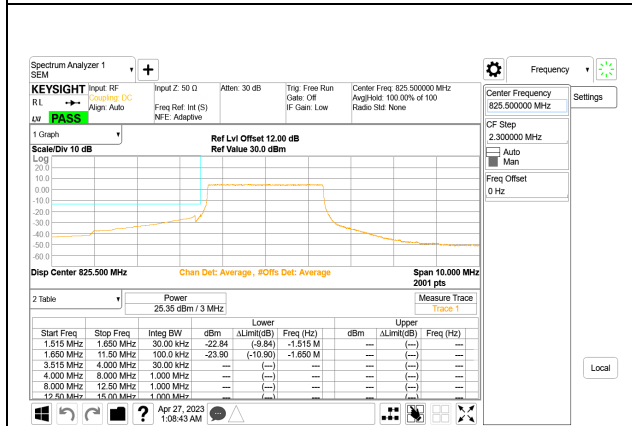 Spectrum Analyzer 1
SEM
Frequency
KEYSIGHT
RL
LXI
PASS
Input: RF
Coupling: DC
Align: Auto
Input Z: 50 Ω
Freq Ref: Int (S)
NFE: Adaptive
Atten: 30 dB
Trig: Free Run
Gate: Off
IF Gain: Low
Center Freq: 825.500000 MHz
Avg|Hold: 100.00% of 100
Radio Std: None
Center Frequency
825.500000 MHz
Settings
CF Step
2.300000 MHz
Auto
Man
Freq Offset
0 Hz
1 Graph
Scale/Div 10 dB
Ref Lvl Offset 12.00 dB
Ref Value 30.0 dBm
Log
20.0
10.0
0.00
-10.0
-20.0
-30.0
-40.0
-50.0
-60.0
Disp Center 825.500 MHz
Chan Det: Average, #Offs Det: Average
Span 10.000 MHz
2001 pts
2 Table
Power
25.35 dBm / 3 MHz
Measure Trace
Trace 1
Lower Upper
Start Freq Stop Freq Integ BW dBm ΔLimit(dB) Freq (Hz) dBm ΔLimit(dB) Freq (Hz)
1.515 MHz 1.650 MHz 30.00 kHz -22.84 (-9.84) -1.515 M --- (---) ---
1.650 MHz 11.50 MHz 100.0 kHz -23.90 (-10.90) -1.650 M --- (---) ---
3.515 MHz 4.000 MHz 30.00 kHz --- (---) --- --- (---) ---
4.000 MHz 8.000 MHz 1.000 MHz --- (---) --- --- (---) ---
8.000 MHz 12.50 MHz 1.000 MHz --- (---) --- --- (---) ---
12.50 MHz 15.00 MHz 1.000 MHz --- (---) --- --- (---) ---
Local
?
Apr 27, 2023
1:08:43 AM